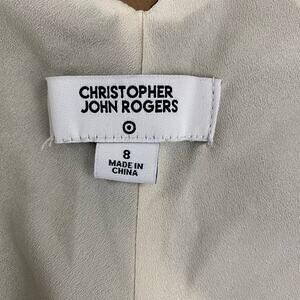 CHRISTOPHER
JOHN ROGERS
8
MADE IN
CHINA